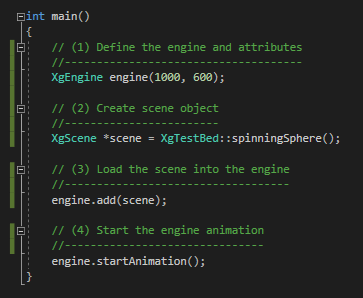 int main()
{
// (1) Define the engine and attributes
//-------------------------------------
XgEngine engine(1000, 600);
// (2) Create scene object
//------------------------
XgScene *scene = XgTestBed::spinningSphere();
// (3) Load the scene into the engine
//-----------------------------------
engine.add(scene);
// (4) Start the engine animation
//-------------------------------
engine.startAnimation();
}